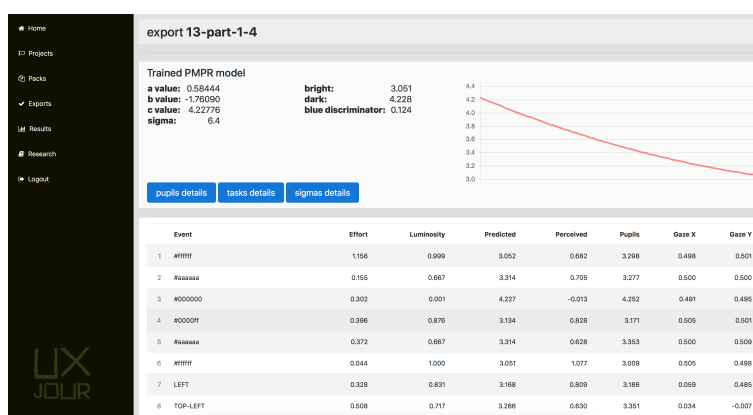 Home
Projects
Packs
Exports
Results
Research
Logout
UX
JOUR
export 13-part-1-4
Trained PMPR model
a value: 0.58444
b value: -1.76090
c value: 4.22776
sigma: 6.4
bright: 3.051
dark: 4.228
blue discriminator: 0.124
4.4
4.2
4.0
3.8
3.6
3.4
3.2
3.0
pupils details tasks details sigmas details
Event Effort Luminosity Predicted Perceived Pupils Gaze X Gaze Y
1 #ffffff 1.156 0.999 3.052 0.682 3.298 0.498 0.501
2 #aaaaaa 0.155 0.667 3.314 0.705 3.277 0.500 0.500
3 #000000 0.302 0.001 4.227 -0.013 4.252 0.491 0.495
4 #0000ff 0.396 0.876 3.134 0.828 3.171 0.505 0.501
5 #aaaaaa 0.372 0.667 3.314 0.628 3.353 0.500 0.509
6 #ffffff 0.044 1.000 3.051 1.077 3.009 0.505 0.498
7 LEFT 0.328 0.831 3.168 0.809 3.186 0.059 0.485
8 TOP-LEFT 0.508 0.717 3.266 0.630 3.351 0.034 -0.007